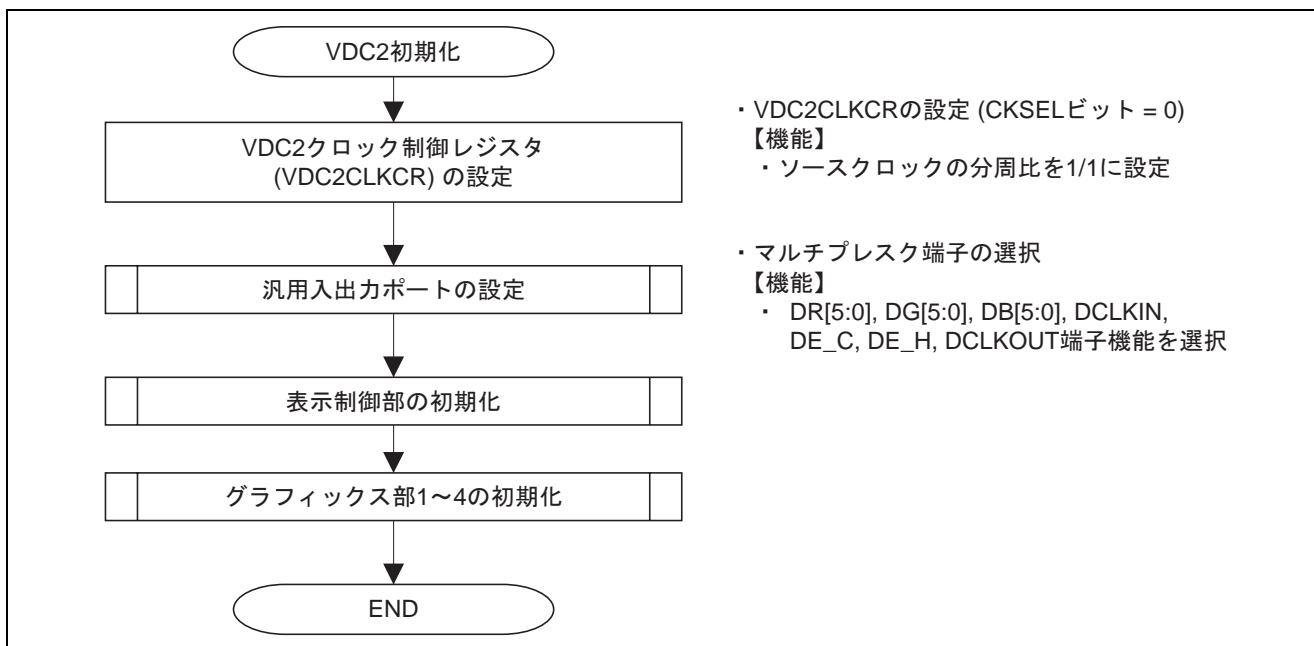 VDC2初期化
VDC2クロック制御レジスタ
(VDC2CLKCR) の設定
・VDC2CLKCRの設定 (CKSELビット = 0)
【機能】
・ソースクロックの分周比を1/1に設定
汎用入出力ポートの設定
・マルチプレスク端子の選択
【機能】
・ DR[5:0], DG[5:0], DB[5:0], DCLKIN,
DE_C, DE_H, DCLKOUT端子機能を選択
表示制御部の初期化
グラフィックス部1～4の初期化
END